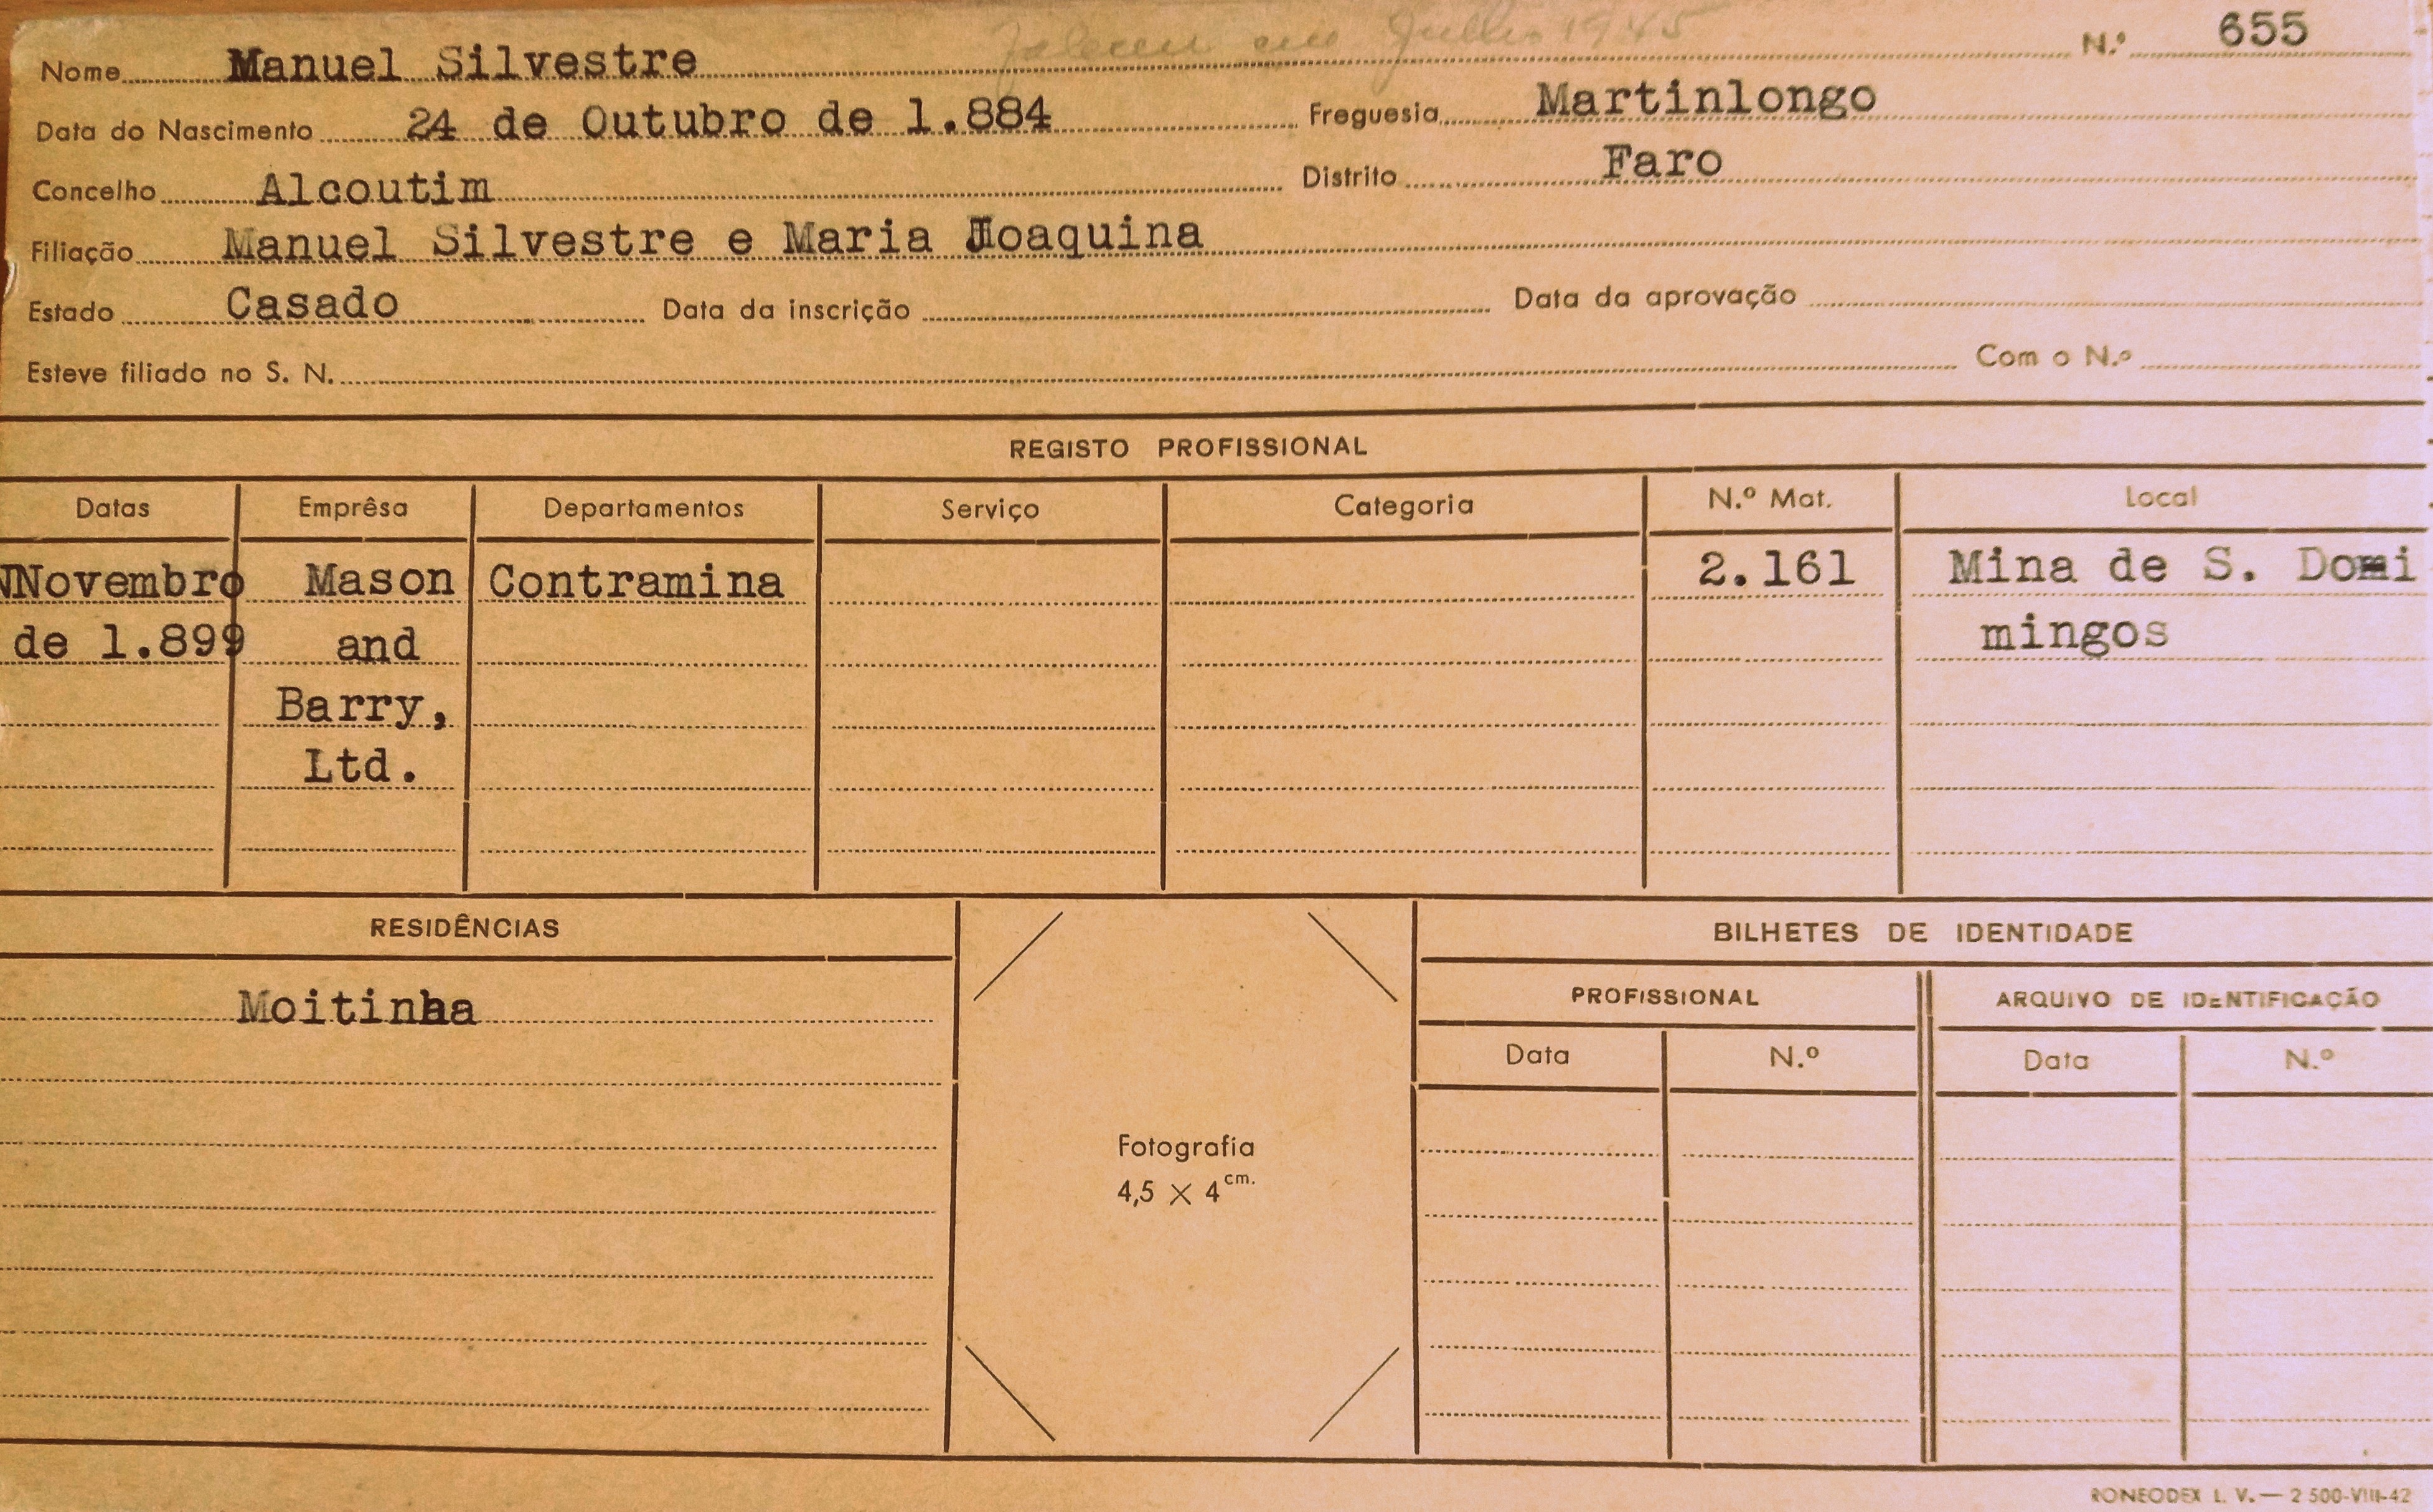 Faleceu em Julho 1945
Nome Manuel Silvestre N.º 655
Data do Nascimento 24 de Outubro de 1.884 Freguesia Martinlongo
Concelho Alcoutim Distrito Faro
Filiação Manuel Silvestre e Maria Joaquina
Estado Casado Data da inscrição Data da aprovação
Esteve filiado no S. N. Com o N.º
REGISTO PROFISSIONAL
Datas Emprêsa Departamentos Serviço Categoria N.º Mat. Local
Novembro Mason Contramina 2.161 Mina de S. Domi
de 1.899 and mingos
Barry,
Ltd.
RESIDÊNCIAS BILHETES DE IDENTIDADE
Moitinha PROFISSIONAL ARQUIVO DE IDENTIFICAÇÃO
Data N.º Data N.º
Fotografia
4,5 × 4 cm.
RONEODEX L. V. — 2 500-VIII-42